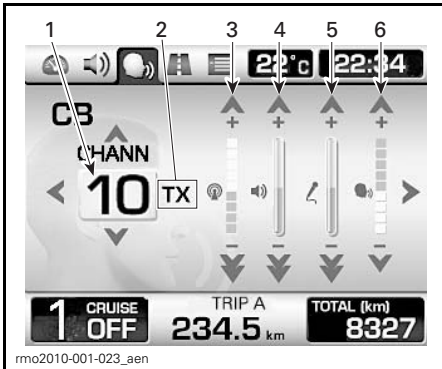 1 2 3 4 5 6
22°c 22:34
CB
+ + + +
CHANN
10 TX
- - - -
1 CRUISE OFF
TRIP A
234.5 km
TOTAL (km)
8327
rmo2010-001-023_aen